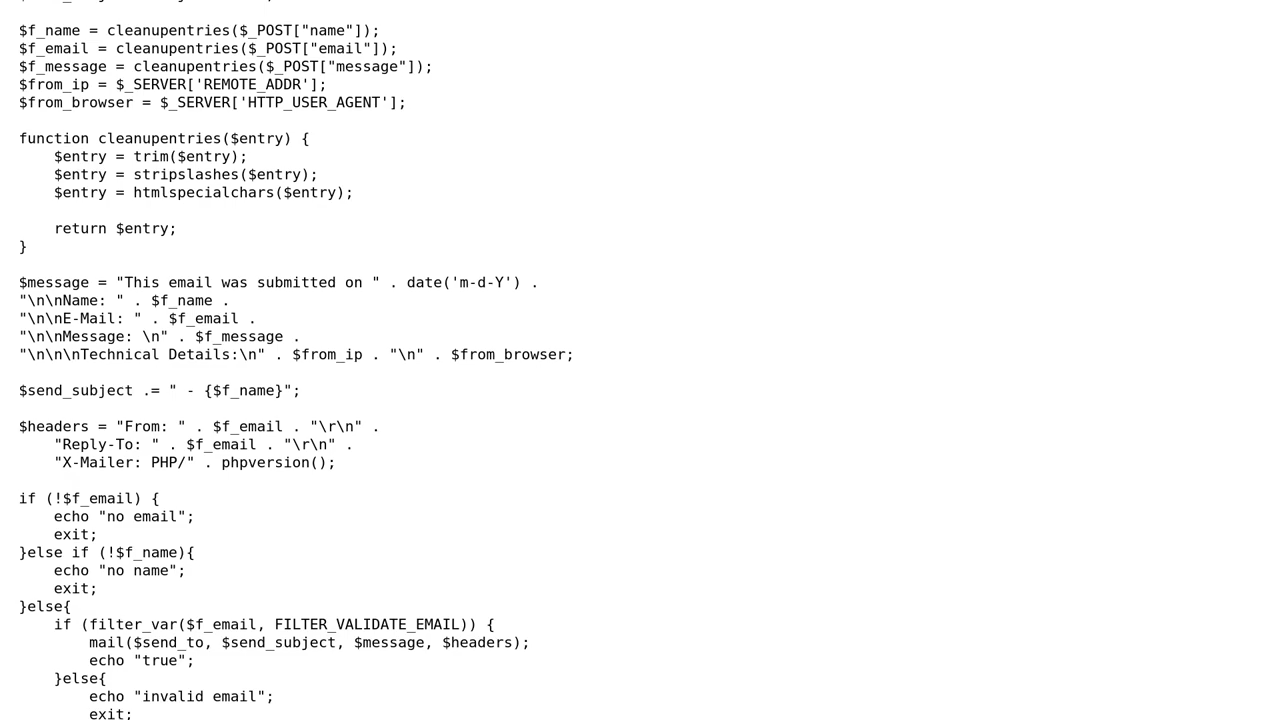 $f_name = cleanupentries($_POST["name"]);
$f_email = cleanupentries($_POST["email"]);
$f_message = cleanupentries($_POST["message"]);
$from_ip = $_SERVER['REMOTE_ADDR'];
$from_browser = $_SERVER['HTTP_USER_AGENT'];

function cleanupentries($entry) {
    $entry = trim($entry);
    $entry = stripslashes($entry);
    $entry = htmlspecialchars($entry);

    return $entry;
}

$message = "This email was submitted on " . date('m-d-Y') .
"\n\nName: " . $f_name .
"\n\nE-Mail: " . $f_email .
"\n\nMessage: \n" . $f_message .
"\n\n\nTechnical Details:\n" . $from_ip . "\n" . $from_browser;

$send_subject .= " - {$f_name}";

$headers = "From: " . $f_email . "\r\n" .
    "Reply-To: " . $f_email . "\r\n" .
    "X-Mailer: PHP/" . phpversion();

if (!$f_email) {
    echo "no email";
    exit;
}else if (!$f_name){
    echo "no name";
    exit;
}else{
    if (filter_var($f_email, FILTER_VALIDATE_EMAIL)) {
        mail($send_to, $send_subject, $message, $headers);
        echo "true";
    }else{
        echo "invalid email";
        exit;